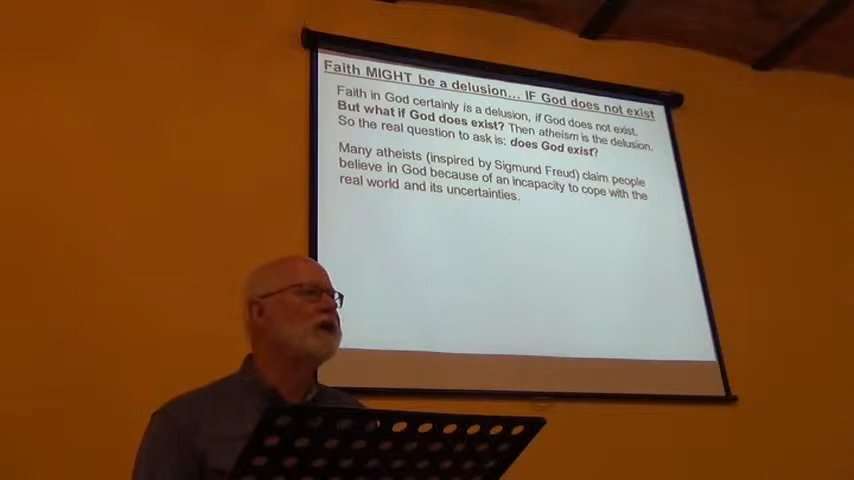 Faith MIGHT be a delusion... IF God does not exist
Faith in God certainly is a delusion, if God does not exist.
But what if God does exist? Then atheism is the delusion.
So the real question to ask is: does God exist?
Many atheists (inspired by Sigmund Freud) claim people
believe in God because of an incapacity to cope with the
real world and its uncertainties.